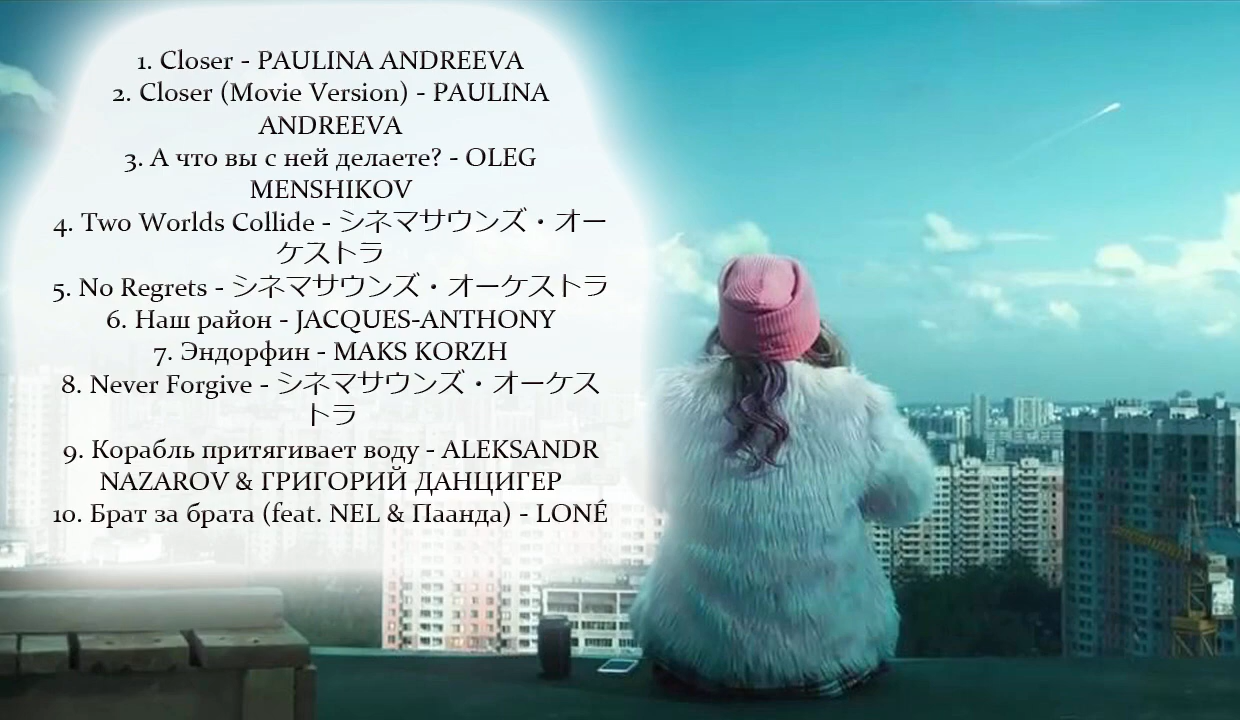 1. Closer - PAULINA ANDREEVA
2. Closer (Movie Version) - PAULINA
ANDREEVA
3. А что вы с ней делаете? - OLEG
MENSHIKOV
4. Two Worlds Collide - シネマサウンズ・オー
ケストラ
5. No Regrets - シネマサウンズ・オーケストラ
6. Наш район - JACQUES-ANTHONY
7. Эндорфин - MAKS KORZH
8. Never Forgive - シネマサウンズ・オーケス
トラ
9. Корабль притягивает воду - ALEKSANDR
NAZAROV & ГРИГОРИЙ ДАНЦИГЕР
10. Брат за брата (feat. NEL & Паанда) - LONÉ